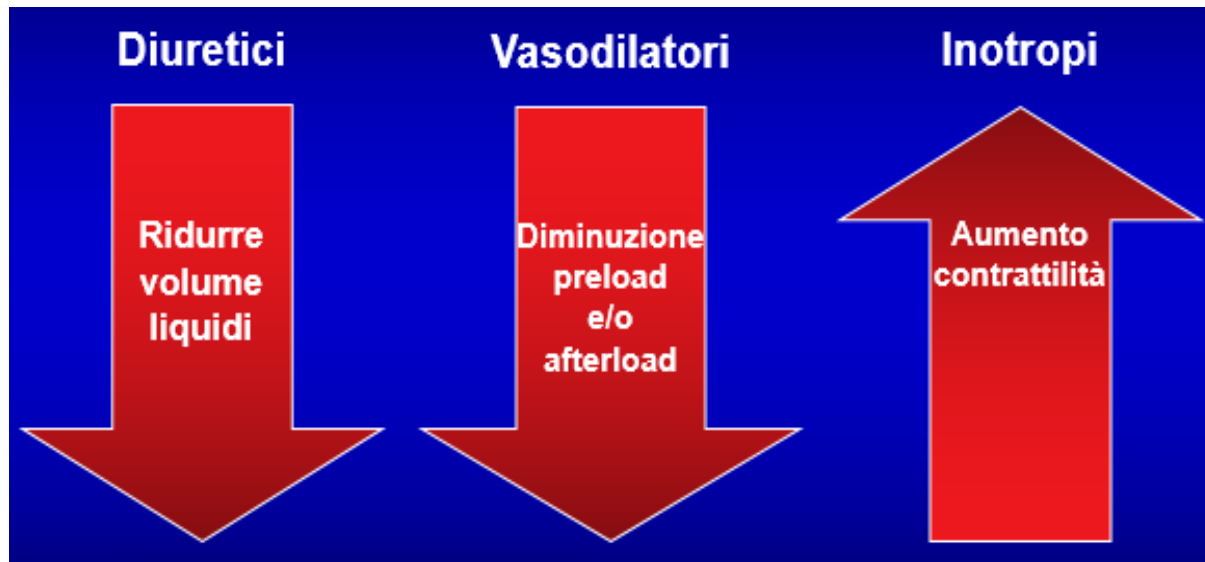 Diuretici
Ridurre
volume
liquidi
Vasodilatori
Diminuzione
preload
e/o
afterload
Inotropi
Aumento
contrattilità